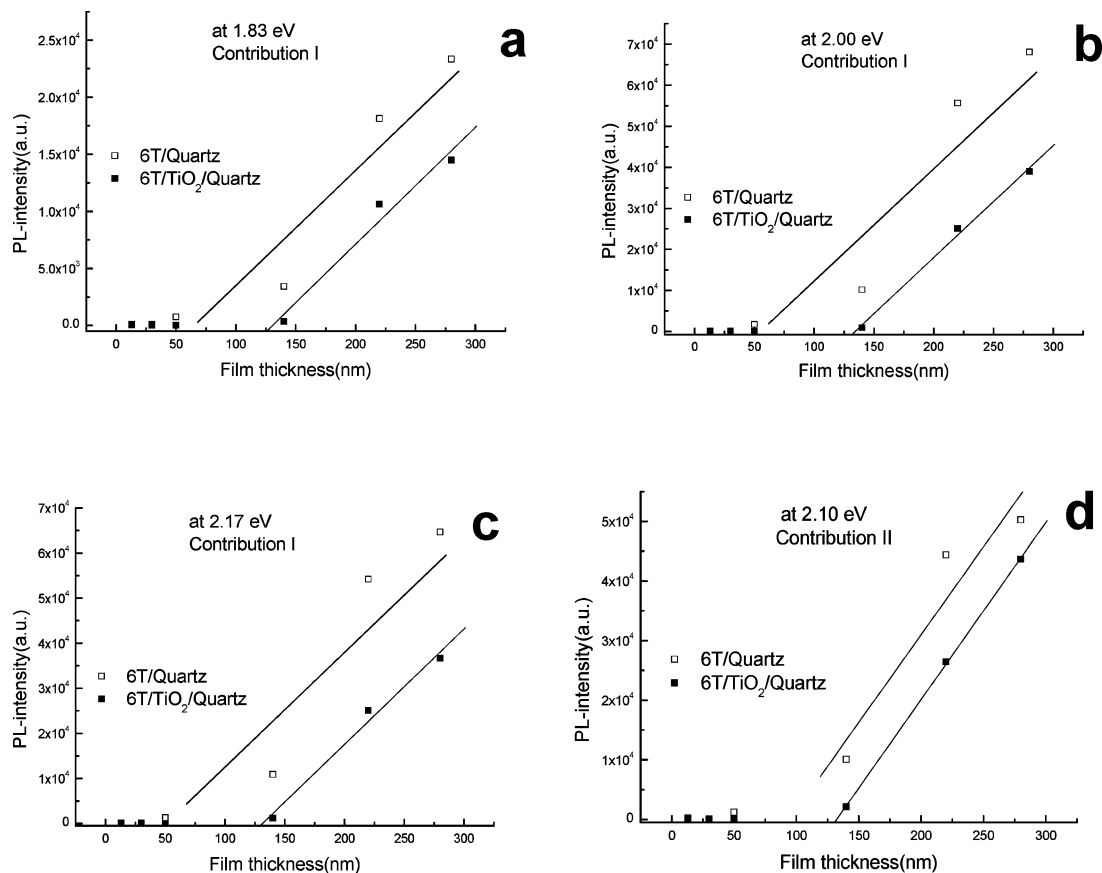 at 1.83 eV
Contribution I
a
2.5x10⁴
2.0x10⁴
1.5x10⁴
1.0x10⁴
5.0x10³
0.0
PL-intensity(a.u.)
6T/Quartz
6T/TiO₂/Quartz
0 50 100 150 200 250 300
Film thickness(nm)
at 2.00 eV
Contribution I
b
7x10⁴
6x10⁴
5x10⁴
4x10⁴
3x10⁴
2x10⁴
1x10⁴
0
PL-intensity(a.u.)
6T/Quartz
6T/TiO₂/Quartz
0 50 100 150 200 250 300
Film thickness(nm)
at 2.17 eV
Contribution I
c
7x10⁴
6x10⁴
5x10⁴
4x10⁴
3x10⁴
2x10⁴
1x10⁴
0
PL-intensity(a.u.)
6T/Quartz
6T/TiO₂/Quartz
0 50 100 150 200 250 300
Film thickness(nm)
at 2.10 eV
Contribution II
d
5x10⁴
4x10⁴
3x10⁴
2x10⁴
1x10⁴
0
PL-intensity(a.u.)
6T/Quartz
6T/TiO₂/Quartz
0 50 100 150 200 250 300
Film thickness(nm)